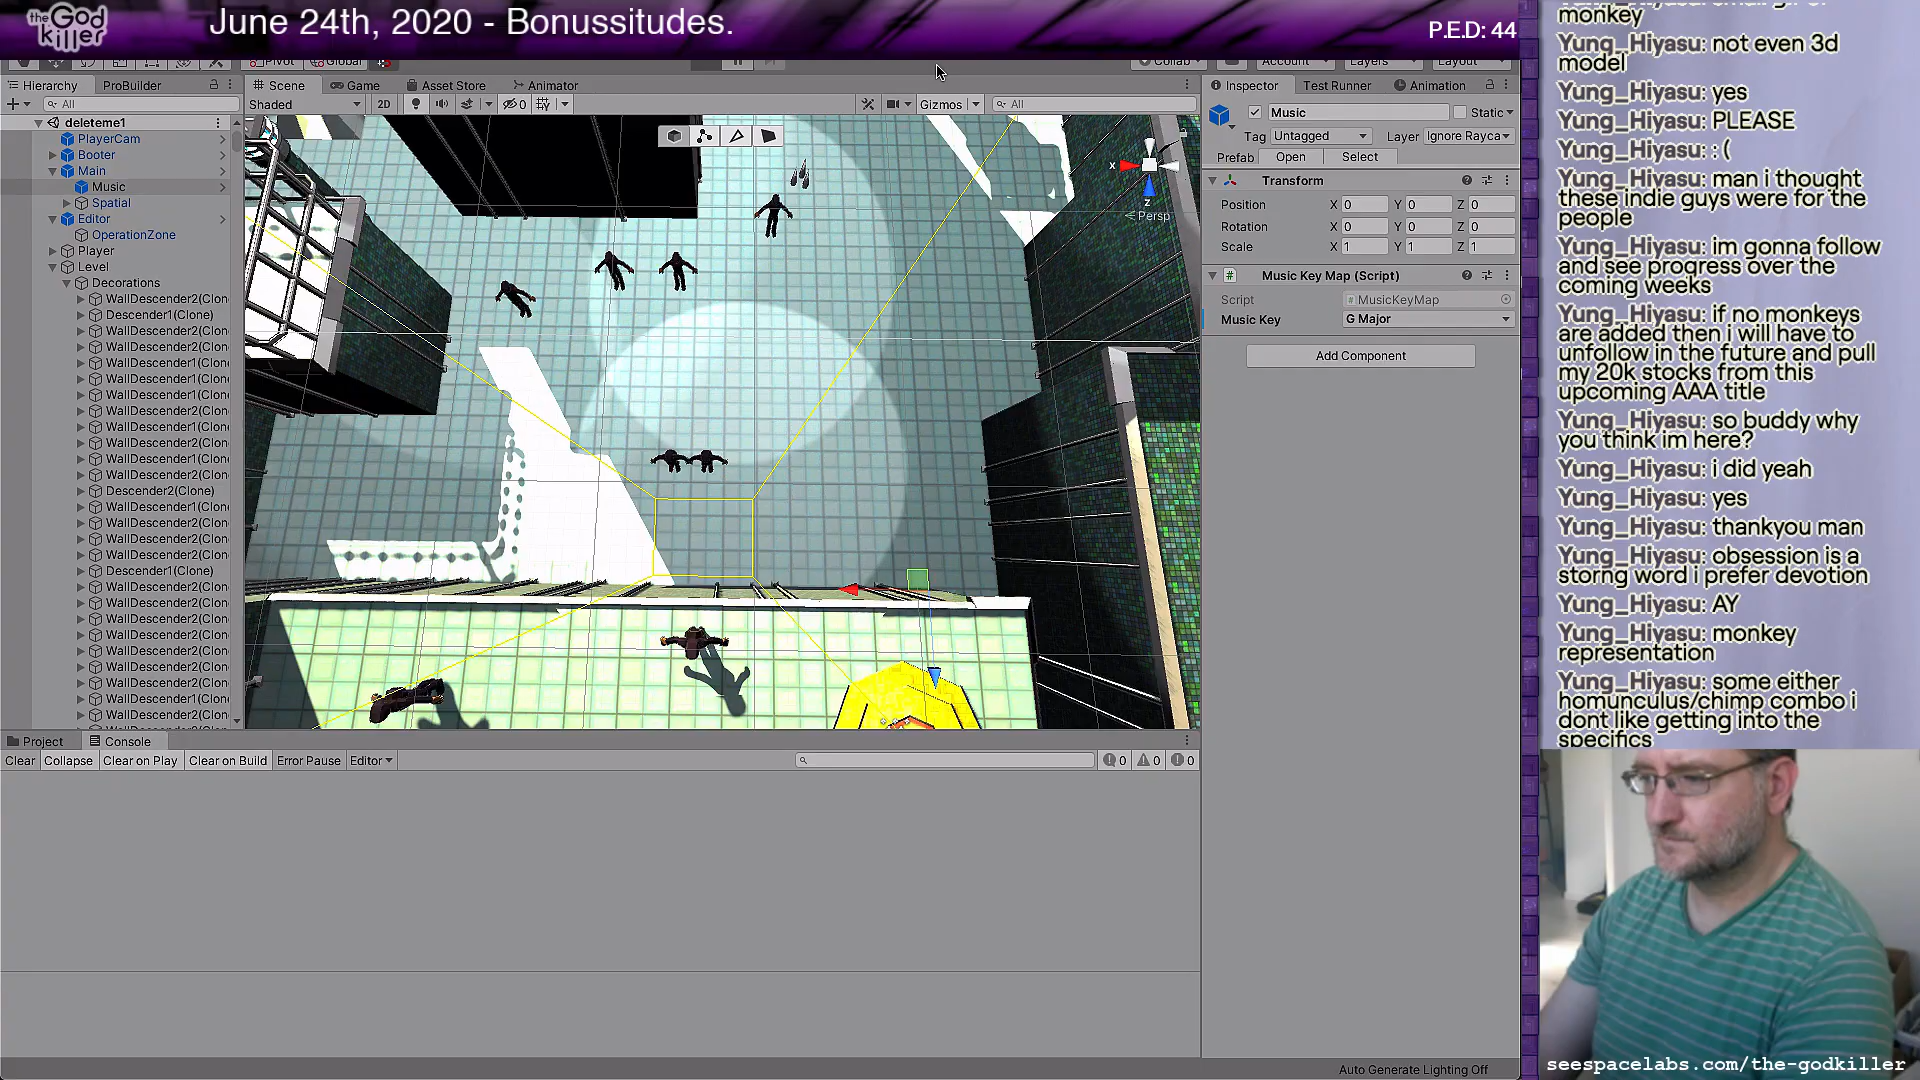 the God killer
June 24th, 2020 - Bonussitudes.
P.E.D: 44
Pivot Global
Collab Account Layers Layout
Hierarchy ProBuilder
All
deleteme1
PlayerCam
Booter
Main
Music
Spatial
Editor
OperationZone
Player
Level
Decorations
WallDescender2(Clon
Descender1(Clone)
WallDescender2(Clon
WallDescender2(Clon
WallDescender1(Clon
WallDescender1(Clon
WallDescender1(Clon
WallDescender2(Clon
WallDescender1(Clon
WallDescender2(Clon
WallDescender1(Clon
WallDescender2(Clon
Descender2(Clone)
WallDescender1(Clon
WallDescender2(Clon
WallDescender2(Clon
WallDescender2(Clon
Descender1(Clone)
WallDescender2(Clon
WallDescender2(Clon
WallDescender2(Clon
WallDescender2(Clon
WallDescender2(Clon
WallDescender2(Clon
WallDescender2(Clon
WallDescender1(Clon
WallDescender2(Clon
Scene Game Asset Store Animator
Shaded 2D 0 Gizmos All
x
z
Persp
Inspector Test Runner Animation
Music Static
Tag Untagged Layer Ignore Rayca
Prefab Open Select
Transform
Position X 0 Y 0 Z 0
Rotation X 0 Y 0 Z 0
Scale X 1 Y 1 Z 1
Music Key Map (Script)
Script MusicKeyMap
Music Key G Major
Add Component
Project Console
Clear Collapse Clear on Play Clear on Build Error Pause Editor 0 0 0
Auto Generate Lighting Off
monkey
Yung_Hiyasu: not even 3d
model
Yung_Hiyasu: yes
Yung_Hiyasu: PLEASE
Yung_Hiyasu: : (
Yung_Hiyasu: man i thought
these indie guys were for the
people
Yung_Hiyasu: im gonna follow
and see progress over the
coming weeks
Yung_Hiyasu: if no monkeys
are added then i will have to
unfollow in the future and pull
my 20k stocks from this
upcoming AAA title
Yung_Hiyasu: so buddy why
you think im here?
Yung_Hiyasu: i did yeah
Yung_Hiyasu: yes
Yung_Hiyasu: thankyou man
Yung_Hiyasu: obsession is a
storng word i prefer devotion
Yung_Hiyasu: AY
Yung_Hiyasu: monkey
representation
Yung_Hiyasu: some either
homunculus/chimp combo i
dont like getting into the
specifics
seespacelabs.com/the-godkiller